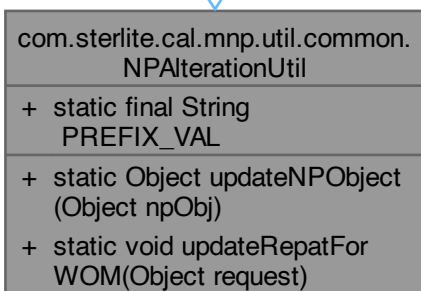 com.sterlite.cal.mnp.util.common.
NPAlterationUtil
+ static final String
PREFIX_VAL
+ static Object updateNPObject
(Object npObj)
+ static void updateRepatFor
WOM(Object request)